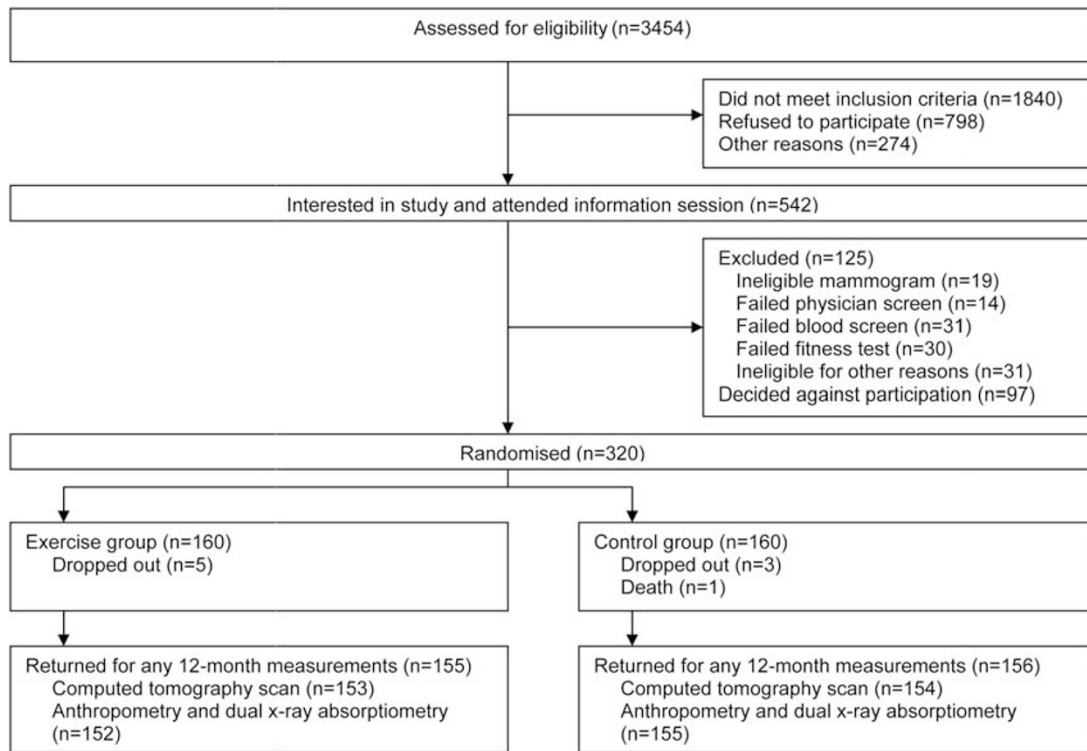 Assessed for eligibility (n=3454)
Did not meet inclusion criteria (n=1840)
Refused to participate (n=798)
Other reasons (n=274)
Interested in study and attended information session (n=542)
Excluded (n=125)
Ineligible mammogram (n=19)
Failed physician screen (n=14)
Failed blood screen (n=31)
Failed fitness test (n=30)
Ineligible for other reasons (n=31)
Decided against participation (n=97)
Randomised (n=320)
Exercise group (n=160)
Dropped out (n=5)
Control group (n=160)
Dropped out (n=3)
Death (n=1)
Returned for any 12-month measurements (n=155)
Computed tomography scan (n=153)
Anthropometry and dual x-ray absorptiometry
(n=152)
Returned for any 12-month measurements (n=156)
Computed tomography scan (n=154)
Anthropometry and dual x-ray absorptiometry
(n=155)